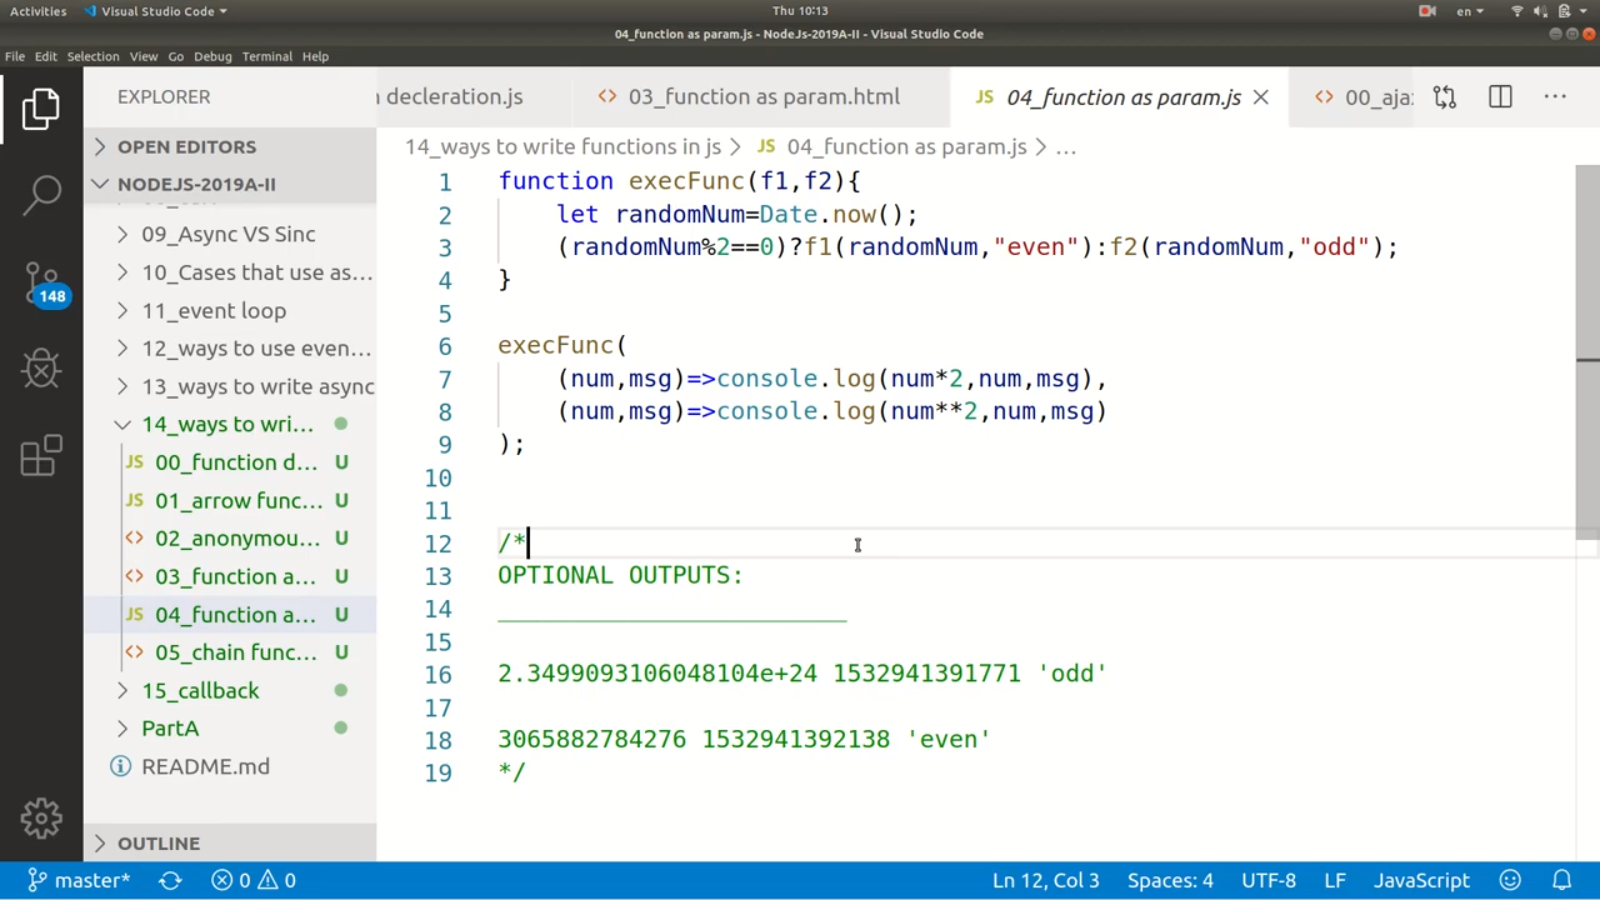 Activities Visual Studio Code Thu 10:13 en
04_function as param.js - NodeJs-2019A-II - Visual Studio Code
File Edit Selection View Go Debug Terminal Help
EXPLORER
decleration.js <> 03_function as param.html JS 04_function as param.js <> 00_aja
OPEN EDITORS
14_ways to write functions in js > JS 04_function as param.js > ...
NODEJS-2019A-II
09_Async VS Sinc
10_Cases that use as...
11_event loop
12_ways to use even...
13_ways to write async
14_ways to wri...
JS 00_function d... U
JS 01_arrow func... U
<> 02_anonymou... U
<> 03_function a... U
JS 04_function a... U
<> 05_chain func... U
15_callback
PartA
README.md
OUTLINE
148
1 function execFunc(f1,f2){
2 let randomNum=Date.now();
3 (randomNum%2==0)?f1(randomNum,"even"):f2(randomNum,"odd");
4 }
5
6 execFunc(
7 (num,msg)=>console.log(num*2,num,msg),
8 (num,msg)=>console.log(num**2,num,msg)
9 );
10
11
12 /*
13 OPTIONAL OUTPUTS:
14 ________________________
15
16 2.3499093106048104e+24 1532941391771 'odd'
17
18 3065882784276 1532941392138 'even'
19 */
master* 0 0 Ln 12, Col 3 Spaces: 4 UTF-8 LF JavaScript